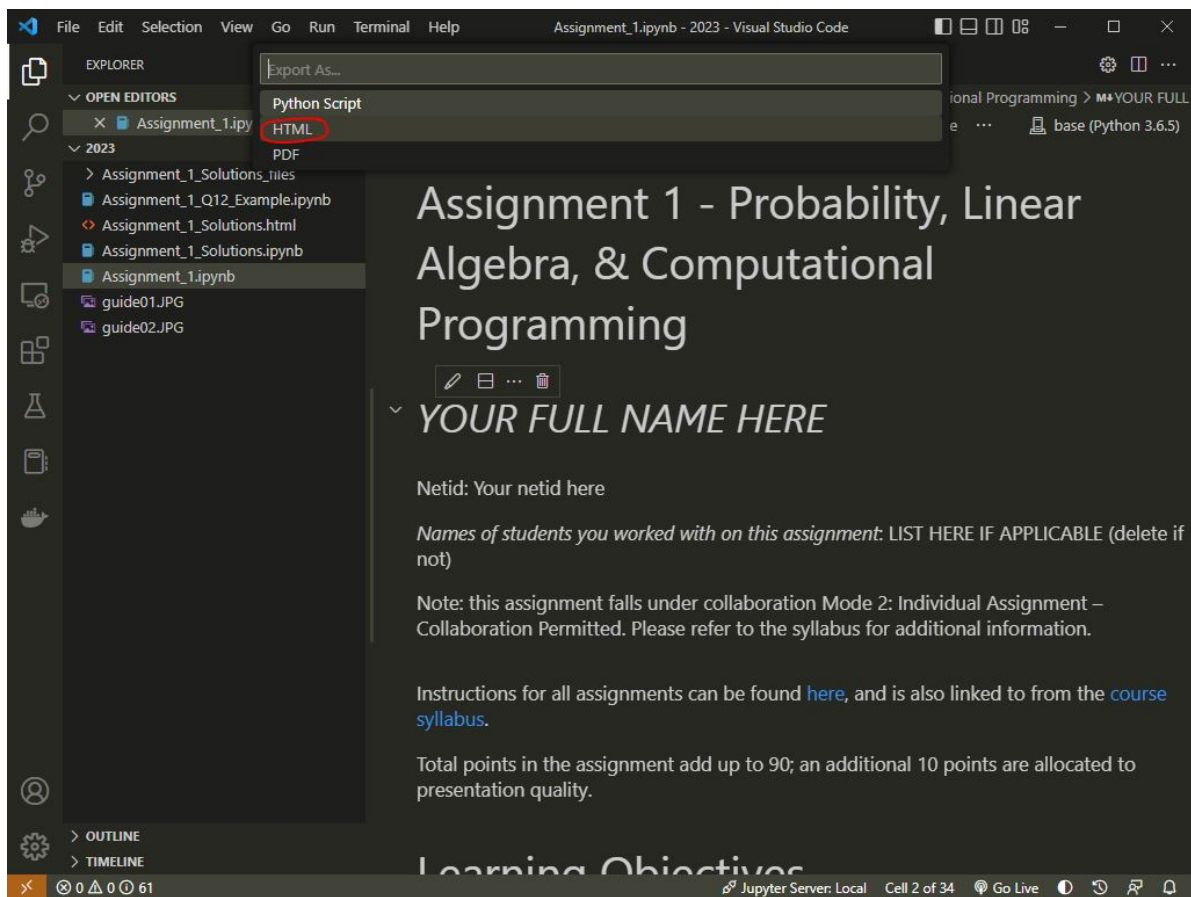 File Edit Selection View Go Run Terminal Help Assignment_1.ipynb - 2023 - Visual Studio Code
EXPLORER
Export As...
OPEN EDITORS
Python Script
ional Programming > M↓YOUR FULL
Assignment_1.ipy
HTML
e ··· base (Python 3.6.5)
2023
PDF
Assignment_1_Solutions_files
Assignment_1_Q12_Example.ipynb
Assignment_1_Solutions.html
Assignment_1_Solutions.ipynb
Assignment_1.ipynb
guide01.JPG
guide02.JPG
Assignment 1 - Probability, Linear
Algebra, & Computational
Programming
YOUR FULL NAME HERE
Netid: Your netid here
Names of students you worked with on this assignment: LIST HERE IF APPLICABLE (delete if
not)
Note: this assignment falls under collaboration Mode 2: Individual Assignment –
Collaboration Permitted. Please refer to the syllabus for additional information.
Instructions for all assignments can be found here, and is also linked to from the course
syllabus.
Total points in the assignment add up to 90; an additional 10 points are allocated to
presentation quality.
Learning Objectives
OUTLINE
TIMELINE
0 0 61 Jupyter Server: Local Cell 2 of 34 Go Live